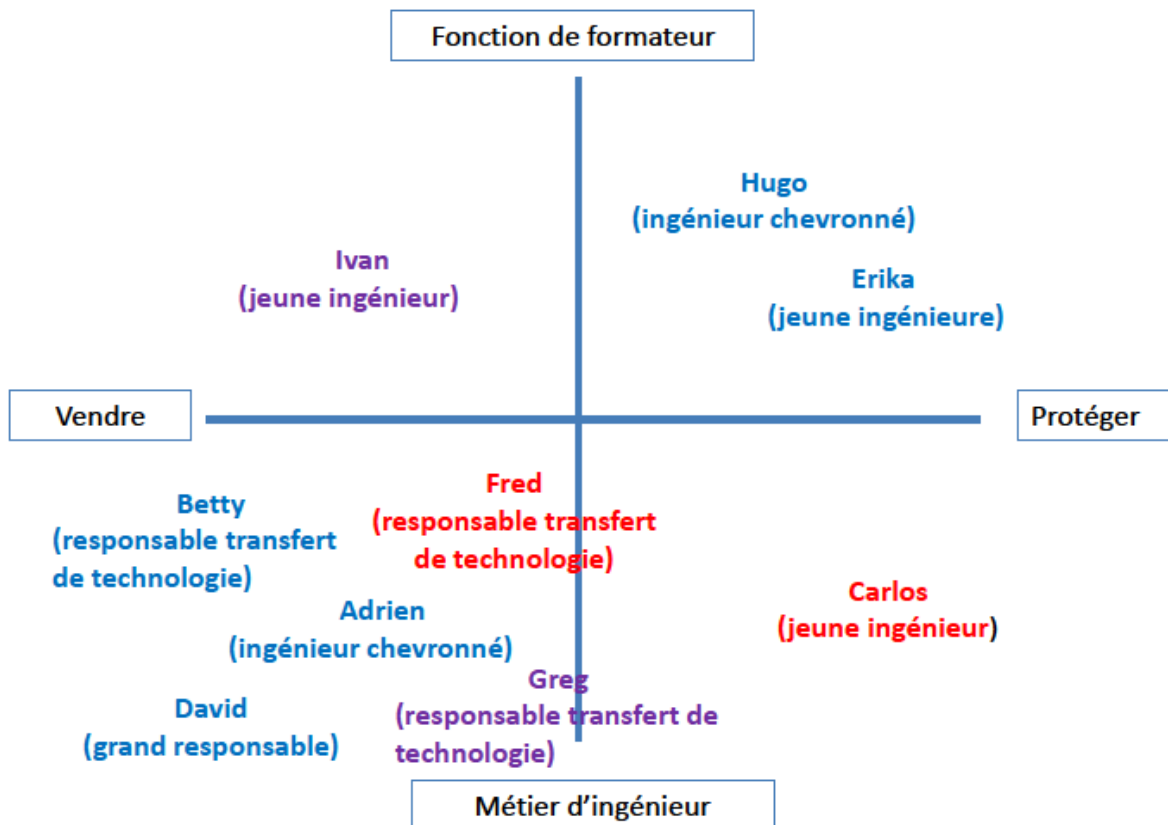 Fonction de formateur
Hugo
(ingénieur chevronné)
Ivan
(jeune ingénieur)
Erika
(jeune ingénieure)
Vendre
Protéger
Fred
(responsable transfert
de technologie)
Betty
(responsable transfert
de technologie)
Carlos
(jeune ingénieur)
Adrien
(ingénieur chevronné)
Greg
(responsable transfert de
technologie)
David
(grand responsable)
Métier d'ingénieur